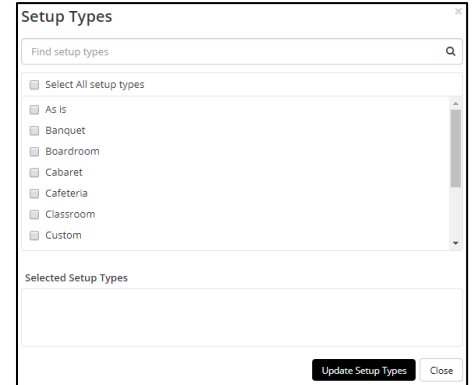 Setup Types
×
Find setup types
Select All setup types
As is
Banquet
Boardroom
Cabaret
Cafeteria
Classroom
Custom
Selected Setup Types
Update Setup Types Close